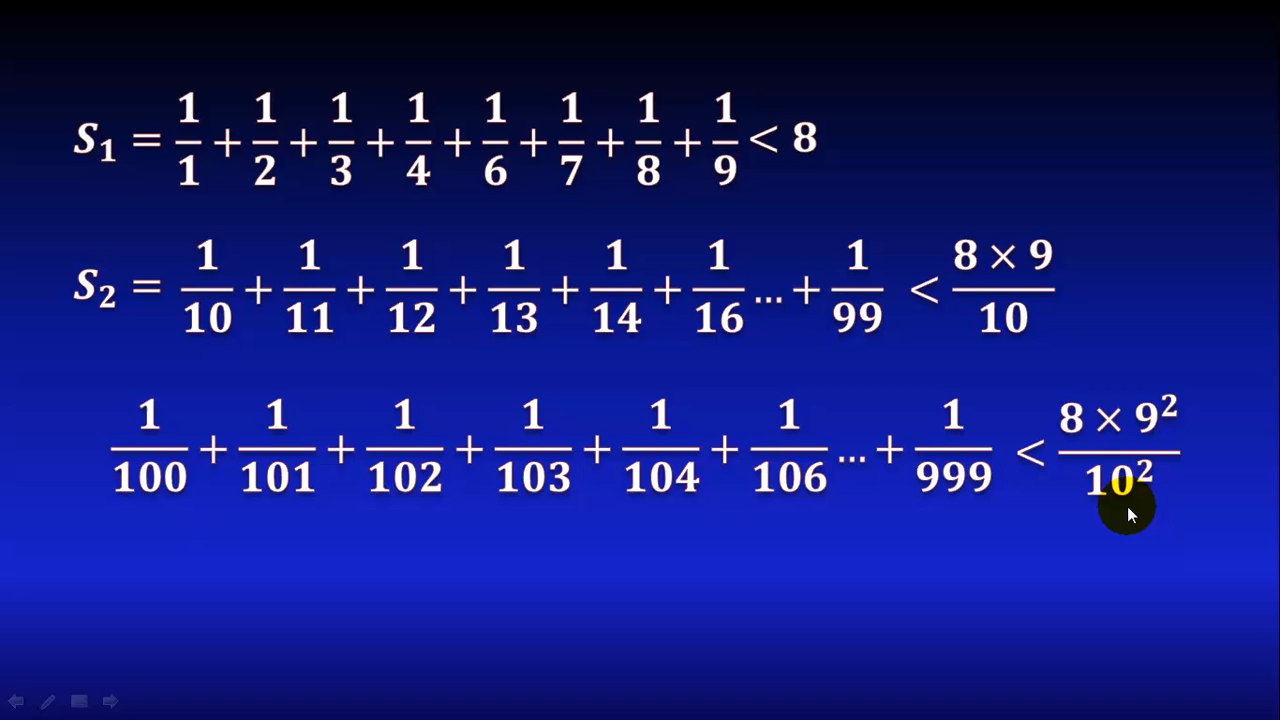 S₁ = 1/1 + 1/2 + 1/3 + 1/4 + 1/6 + 1/7 + 1/8 + 1/9 < 8
S₂ = 1/10 + 1/11 + 1/12 + 1/13 + 1/14 + 1/16 ... + 1/99 < (8 × 9)/10
1/100 + 1/101 + 1/102 + 1/103 + 1/104 + 1/106 ... + 1/999 < (8 × 9²)/10²